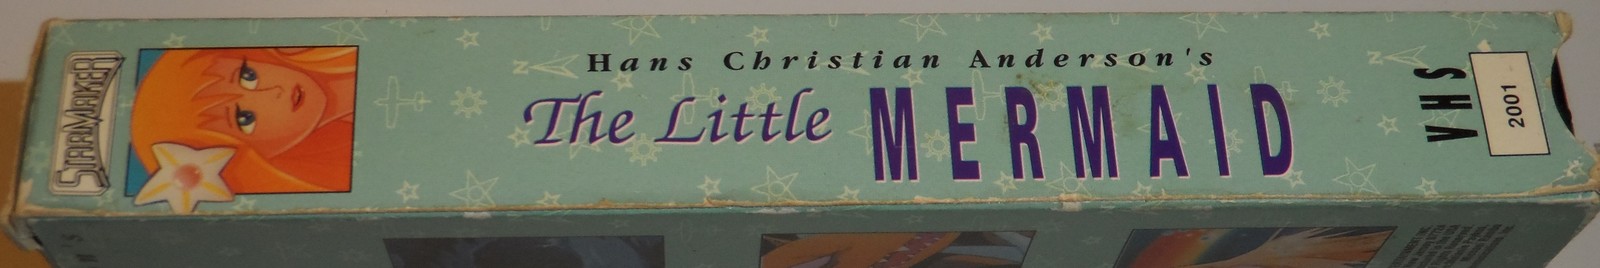 STARMAKER
Hans Christian Anderson's
The Little MERMAID
VHS
2001